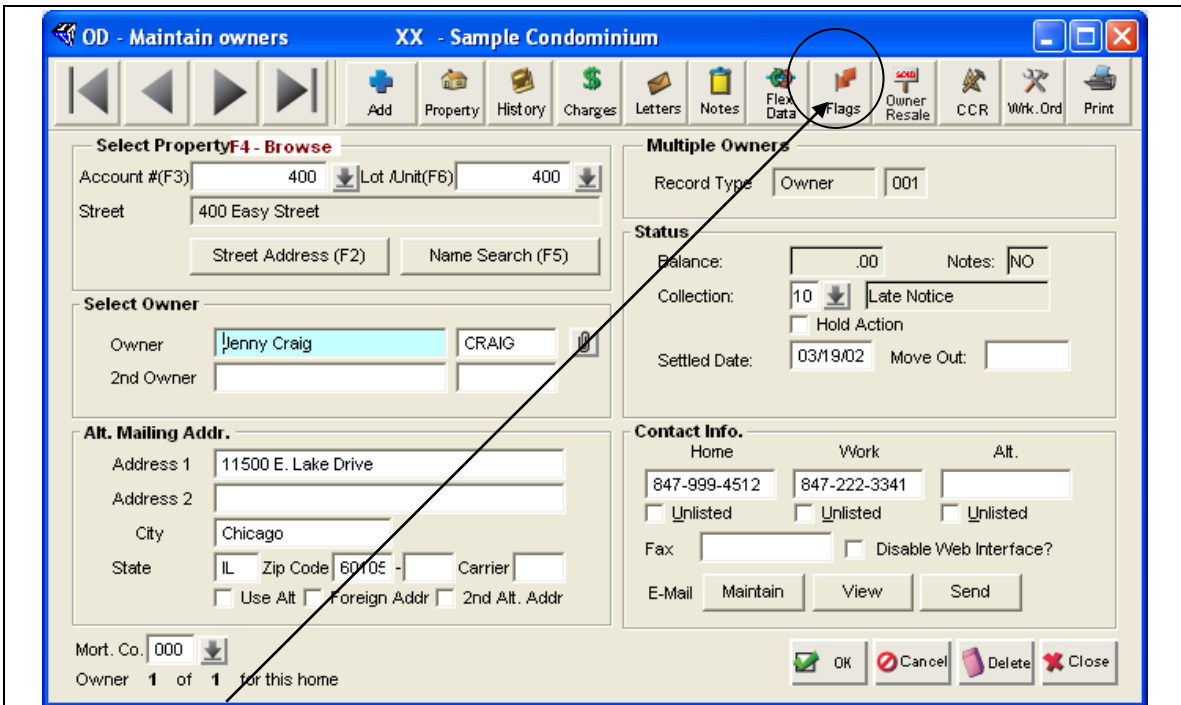 OD - Maintain owners XX - Sample Condominium
Add Property History Charges Letters Notes Flex Data Flags Owner Resale CCR Wrk.Ord Print
SOLD
Select Property F4 - Browse
Account #(F3) 400 Lot /Unit(F6) 400
Street 400 Easy Street
Street Address (F2) Name Search (F5)
Multiple Owners
Record Type Owner 001
Select Owner
Owner Jenny Craig CRAIG
2nd Owner
Status
Balance: .00 Notes: NO
Collection: 10 Late Notice
Hold Action
Settled Date: 03/19/02 Move Out:
Alt. Mailing Addr.
Address 1 11500 E. Lake Drive
Address 2
City Chicago
State IL Zip Code 60105 - Carrier
Use Alt Foreign Addr 2nd Alt. Addr
Contact Info.
Home Work Alt.
847-999-4512 847-222-3341
Unlisted Unlisted Unlisted
Fax Disable Web Interface?
E-Mail Maintain View Send
Mort. Co. 000
Owner 1 of 1 for this home
OK Cancel Delete Close